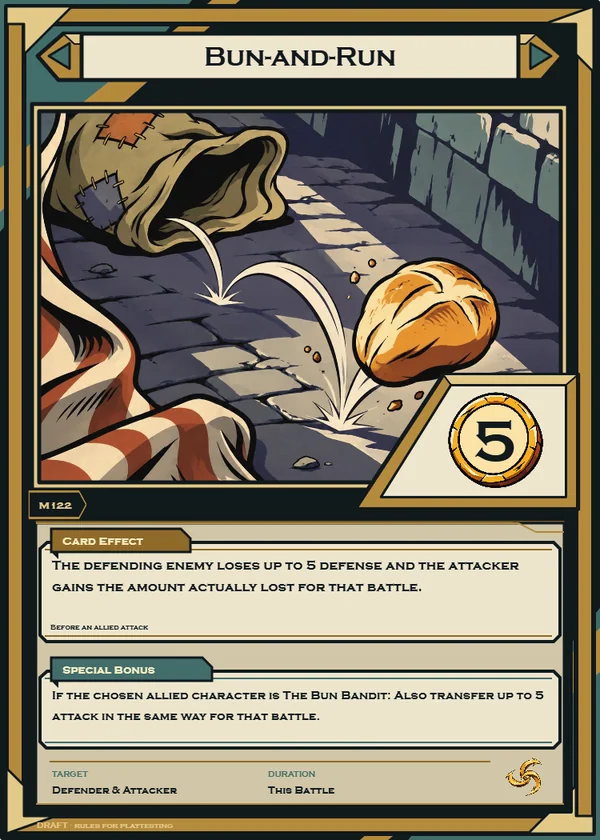 Bun-and-Run
5
M122
Card Effect
The defending enemy loses up to 5 defense and the attacker
gains the amount actually lost for that battle.
Before an allied attack
Special Bonus
If the chosen allied character is The Bun Bandit: Also transfer up to 5
attack in the same way for that battle.
Target
Duration
Defender & Attacker
This Battle
DRAFT · Rules for playtesting